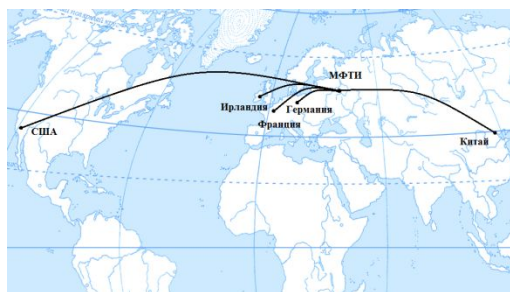 МФТИ
Ирландия
Германия
Франция
США
Китай